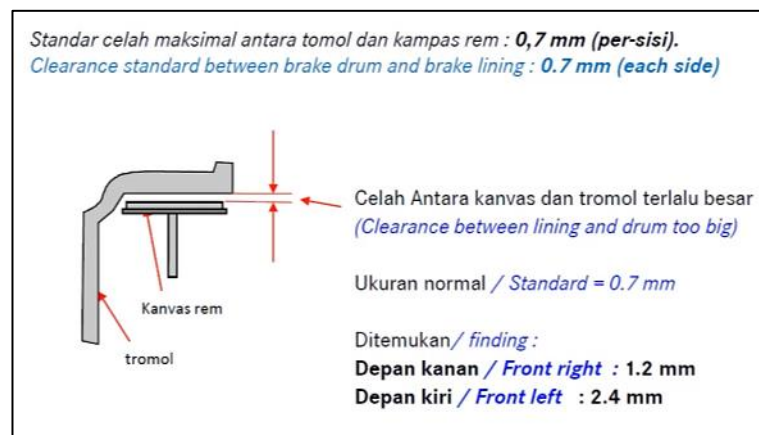 Standar celah maksimal antara tomol dan kampas rem : 0,7 mm (per-sisi).
Clearance standard between brake drum and brake lining : 0.7 mm (each side)
Celah Antara kanvas dan tromol terlalu besar
(Clearance between lining and drum too big)
Ukuran normal / Standard = 0.7 mm
Kanvas rem
tromol
Ditemukan/ finding :
Depan kanan / Front right : 1.2 mm
Depan kiri / Front left : 2.4 mm